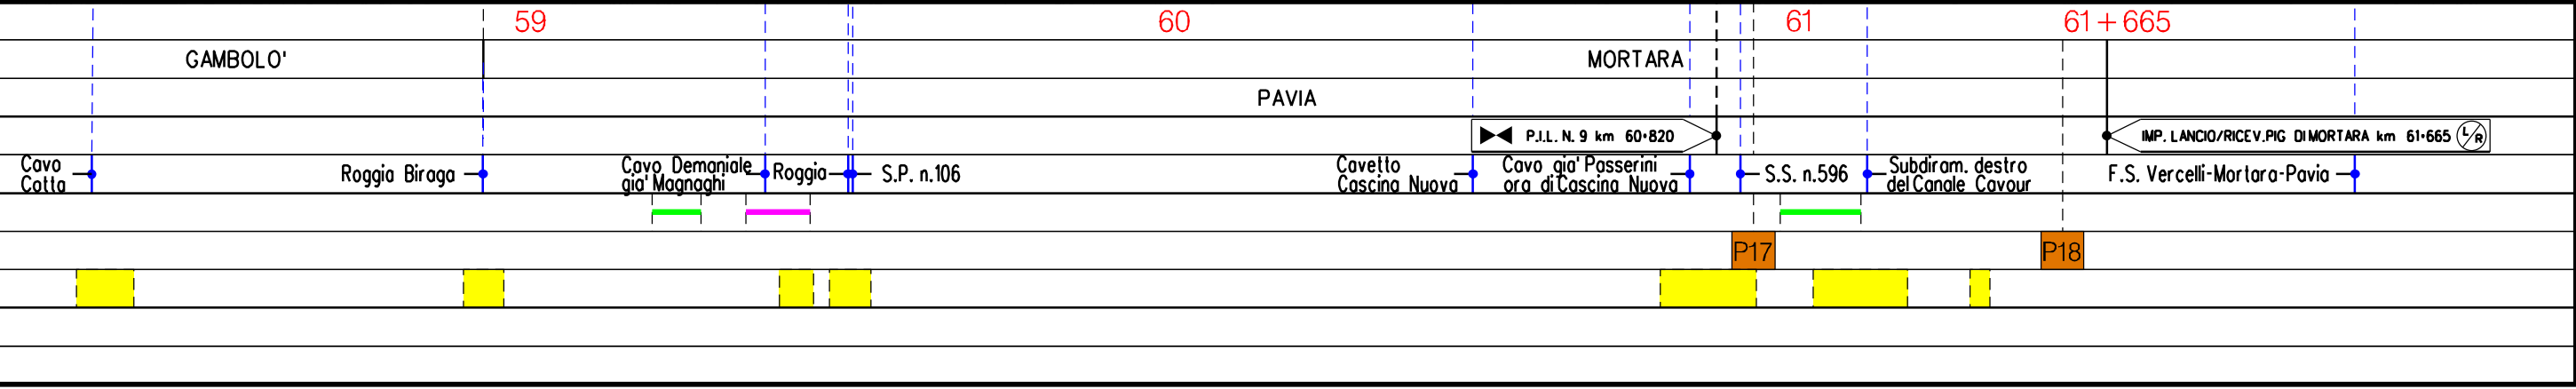 59 60 61 61+665
GAMBOLO' MORTARA
PAVIA
P.I.L. N. 9 km 60+820 IMP. LANCIO/RICEV.PIG DI MORTARA km 61+665 L/R
Cavo
Cotta
Roggia Biraga
Cavo Demaniale
gia' Magnaghi
Roggia
S.P. n.106
Cavetto
Cascina Nuova
Cavo gia' Passerini
ora di Cascina Nuova
S.S. n.596
Subdiram. destro
del Canale Cavour
F.S. Vercelli-Mortara-Pavia
P17 P18